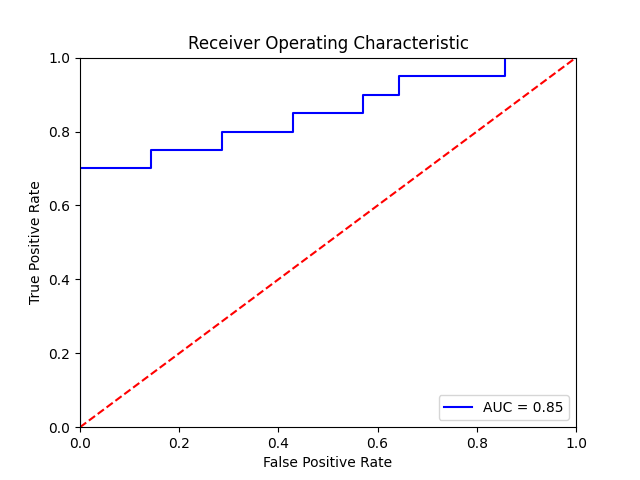 Receiver Operating Characteristic
True Positive Rate
1.0
0.8
0.6
0.4
0.2
0.0
AUC = 0.85
0.0 0.2 0.4 0.6 0.8 1.0
False Positive Rate